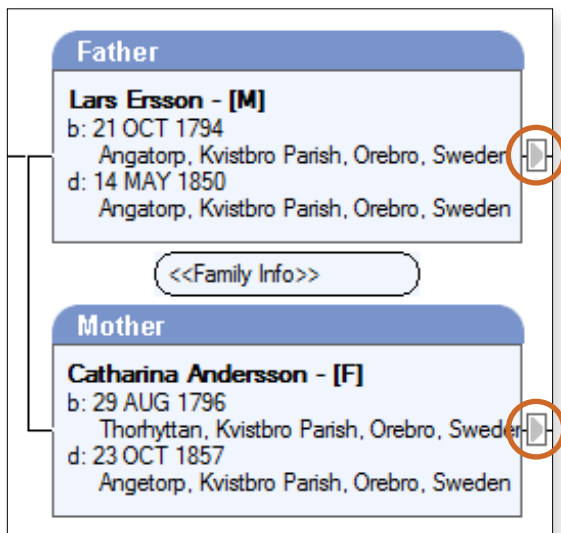 Father
Lars Ersson - [M]
b: 21 OCT 1794
Angatorp, Kvistbro Parish, Orebro, Sweden
d: 14 MAY 1850
Angatorp, Kvistbro Parish, Orebro, Sweden
<<Family Info>>
Mother
Catharina Andersson - [F]
b: 29 AUG 1796
Thorhyttan, Kvistbro Parish, Orebro, Sweden
d: 23 OCT 1857
Angetorp, Kvistbro Parish, Orebro, Sweden